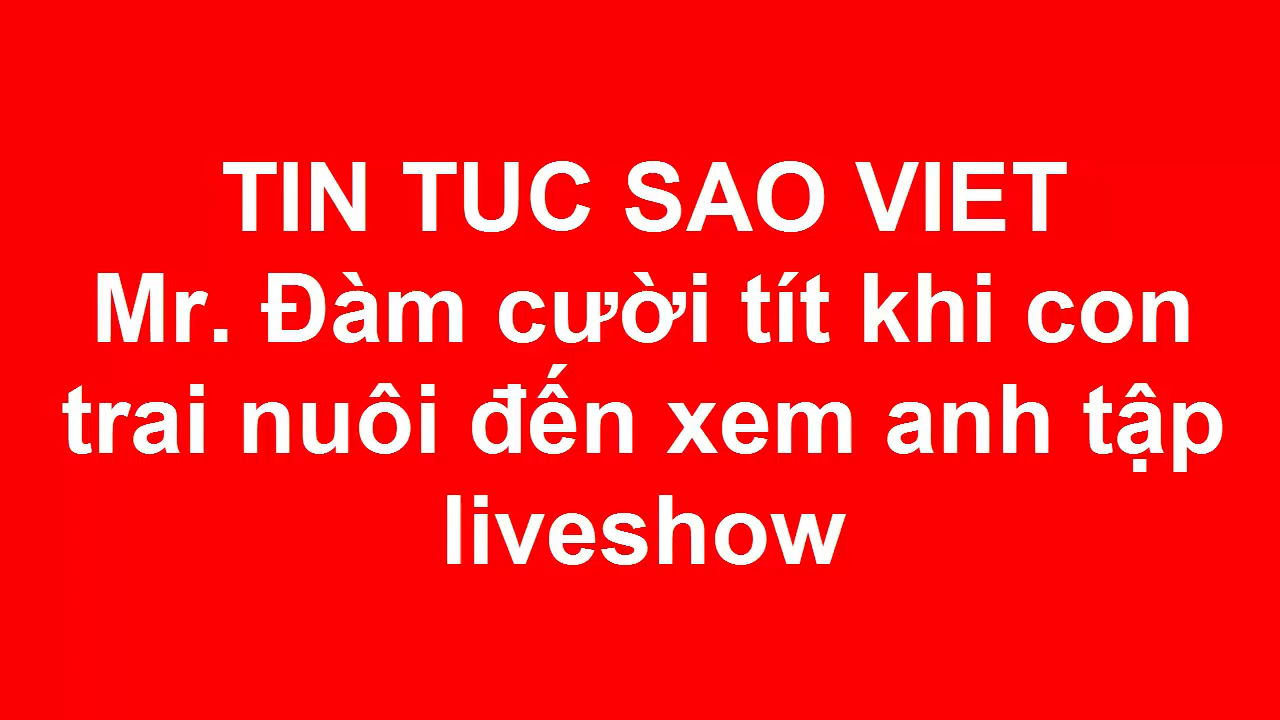 TIN TUC SAO VIET
Mr. Đàm cười tít khi con
trai nuôi đến xem anh tập
liveshow